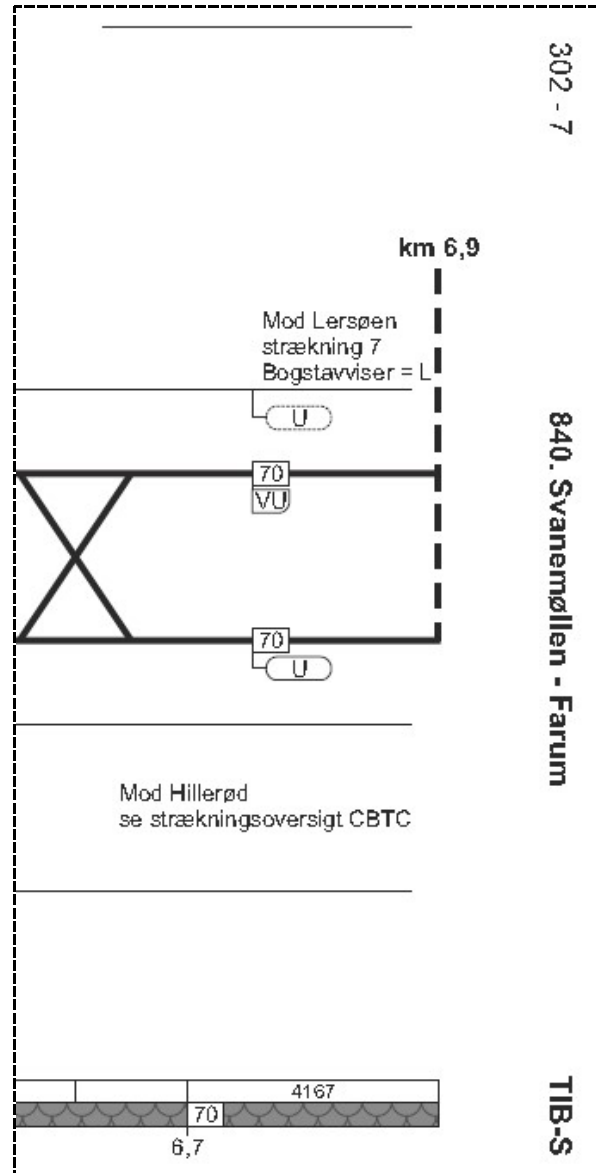 302 - 7
km 6,9
Mod Lersøen
strækning 7
Bogstavviser = L
U
70
VU
840. Svanemøllen - Farum
70
U
Mod Hillerød
se strækningsoversigt CBTC
4167
70
6,7
TIB-S